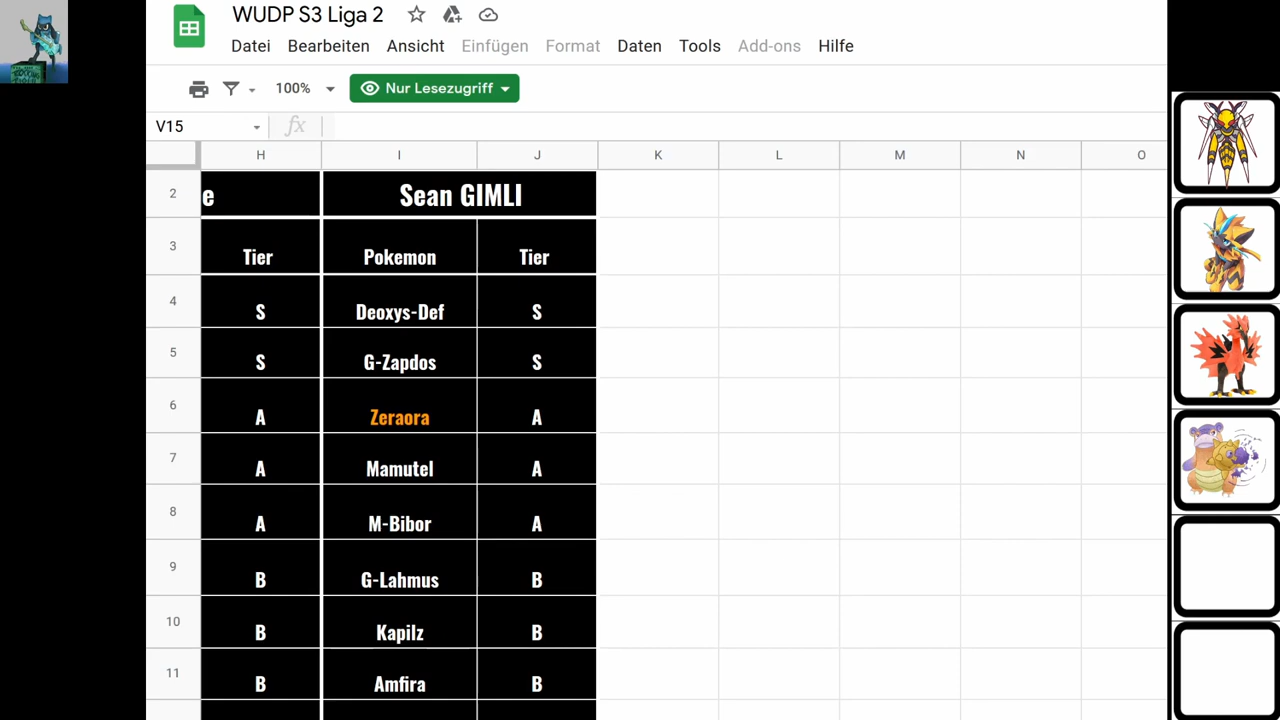 WUDP S3 Liga 2
Datei Bearbeiten Ansicht Einfügen Format Daten Tools Add-ons Hilfe
100% Nur Lesezugriff
V15 fx
H I J K L M N O
2 e Sean GIMLI
3 Tier Pokemon Tier
4 S Deoxys-Def S
5 S G-Zapdos S
6 A Zeraora A
7 A Mamutel A
8 A M-Bibor A
9 B G-Lahmus B
10 B Kapilz B
11 B Amfira B